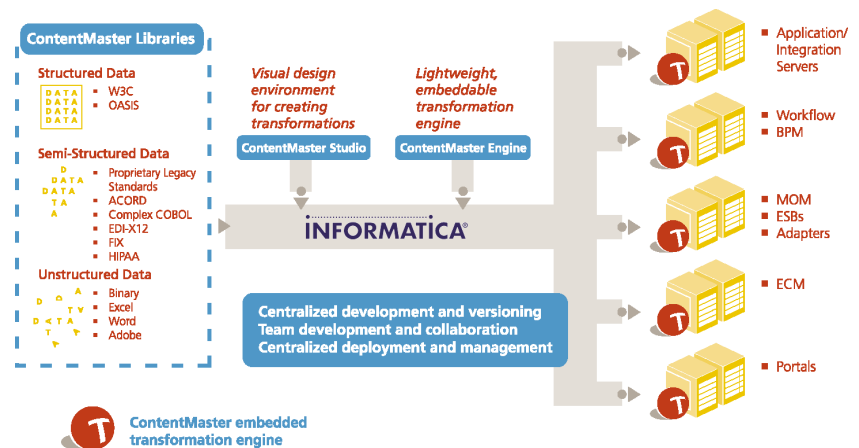 ContentMaster Libraries
Structured Data
DATA
DATA
DATA
DATA
W3C
OASIS
Semi-Structured Data
D
DATA
DATA
TA
A
Proprietary Legacy
Standards
ACORD
Complex COBOL
EDI-X12
FIX
HIPAA
Unstructured Data
Binary
Excel
Word
Adobe
Visual design
environment
for creating
transformations
ContentMaster Studio
Lightweight,
embeddable
transformation
engine
ContentMaster Engine
INFORMATICA®
Centralized development and versioning
Team development and collaboration
Centralized deployment and management
T
Application/
Integration
Servers
T
Workflow
BPM
T
MOM
ESBs
Adapters
T
ECM
T
Portals
T
ContentMaster embedded
transformation engine